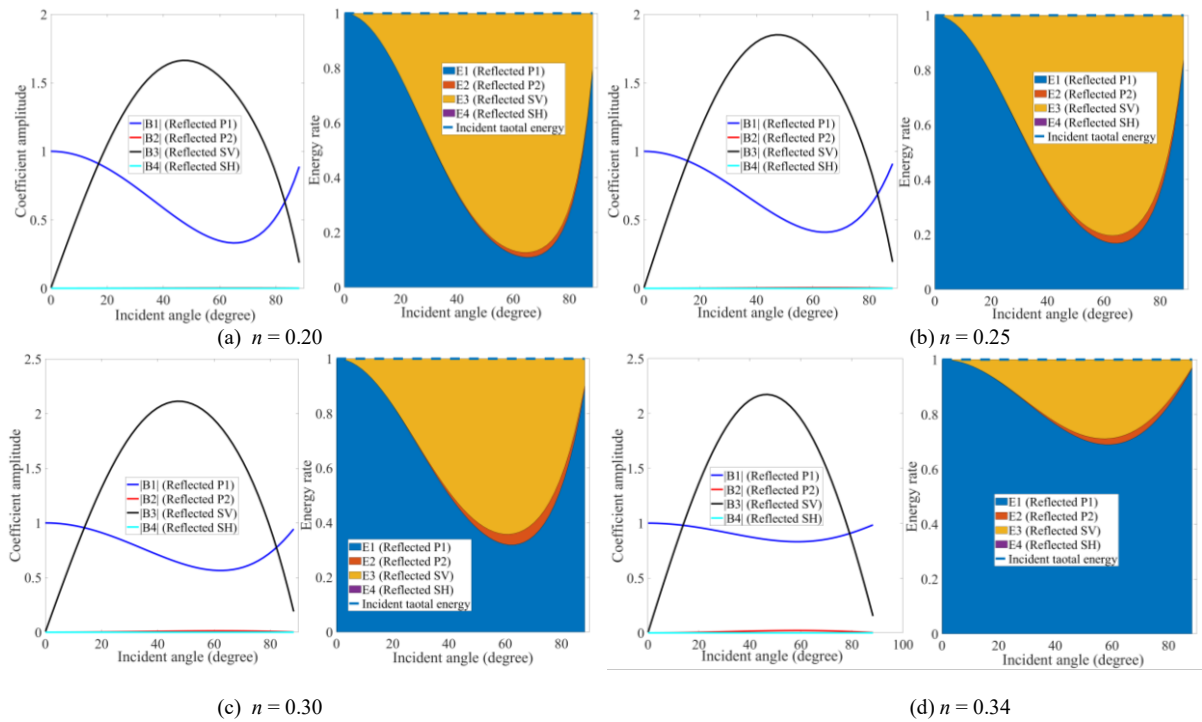 2
1.5
1
0.5
0
Coefficient amplitude
|B1| (Reflected P1)
|B2| (Reflected P2)
|B3| (Reflected SV)
|B4| (Reflected SH)
0 20 40 60 80
Incident angle (degree)
1
0.8
0.6
0.4
0.2
0
Energy rate
E1 (Reflected P1)
E2 (Reflected P2)
E3 (Reflected SV)
E4 (Reflected SH)
Incident taotal energy
0 20 40 60 80
Incident angle (degree)
(a) n = 0.20
2
1.5
1
0.5
0
Coefficient amplitude
|B1| (Reflected P1)
|B2| (Reflected P2)
|B3| (Reflected SV)
|B4| (Reflected SH)
0 20 40 60 80
Incident angle (degree)
1
0.8
0.6
0.4
0.2
0
Energy rate
E1 (Reflected P1)
E2 (Reflected P2)
E3 (Reflected SV)
E4 (Reflected SH)
Incident taotal energy
0 20 40 60 80
Incident angle (degree)
(b) n = 0.25
2.5
2
1.5
1
0.5
0
Coefficient amplitude
|B1| (Reflected P1)
|B2| (Reflected P2)
|B3| (Reflected SV)
|B4| (Reflected SH)
0 20 40 60 80
Incident angle (degree)
1
0.8
0.6
0.4
0.2
0
Energy rate
E1 (Reflected P1)
E2 (Reflected P2)
E3 (Reflected SV)
E4 (Reflected SH)
Incident taotal energy
0 20 40 60 80
Incident angle (degree)
(c) n = 0.30
2.5
2
1.5
1
0.5
0
Coefficient amplitude
|B1| (Reflected P1)
|B2| (Reflected P2)
|B3| (Reflected SV)
|B4| (Reflected SH)
0 20 40 60 80 100
Incident angle (degree)
1
0.8
0.6
0.4
0.2
0
Energy rate
E1 (Reflected P1)
E2 (Reflected P2)
E3 (Reflected SV)
E4 (Reflected SH)
Incident taotal energy
0 20 40 60 80
Incident angle (degree)
(d) n = 0.34